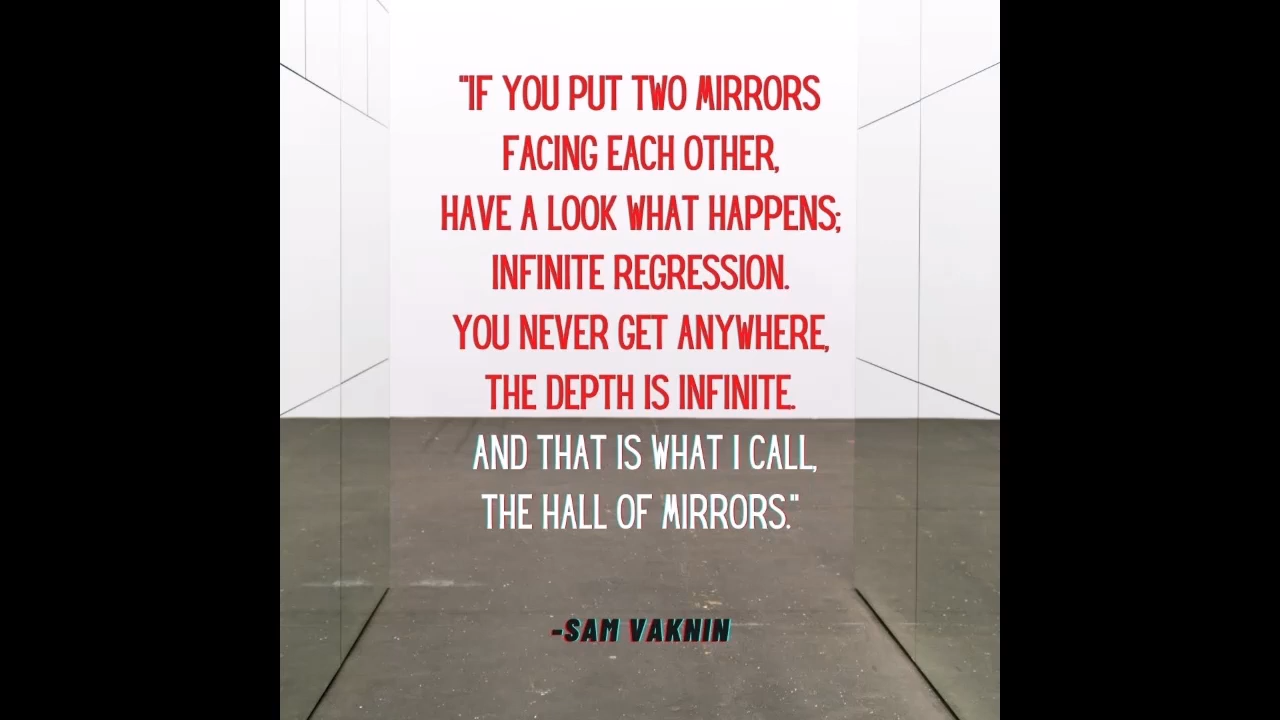 "IF YOU PUT TWO MIRRORS
FACING EACH OTHER,
HAVE A LOOK WHAT HAPPENS;
INFINITE REGRESSION.
YOU NEVER GET ANYWHERE,
THE DEPTH IS INFINITE.
AND THAT IS WHAT I CALL,
THE HALL OF MIRRORS."
-SAM VAKNIN